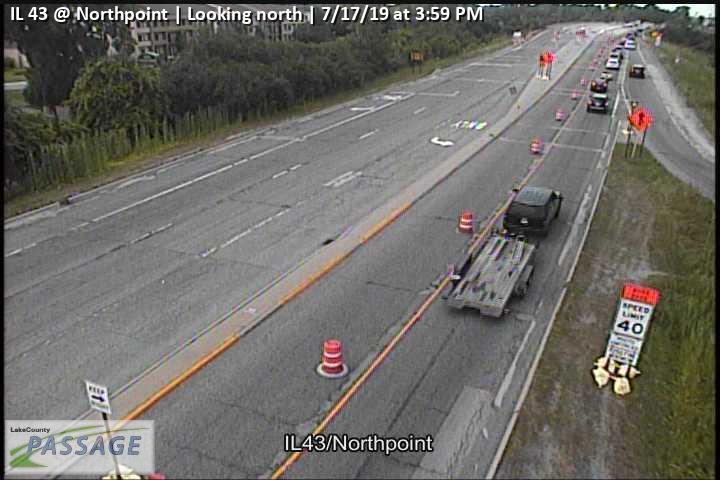 IL 43 @ Northpoint | Looking north | 7/17/19 at 3:59 PM
SPEED
LIMIT
40
KEEP
LakeCounty
PASSAGE
IL43/Northpoint